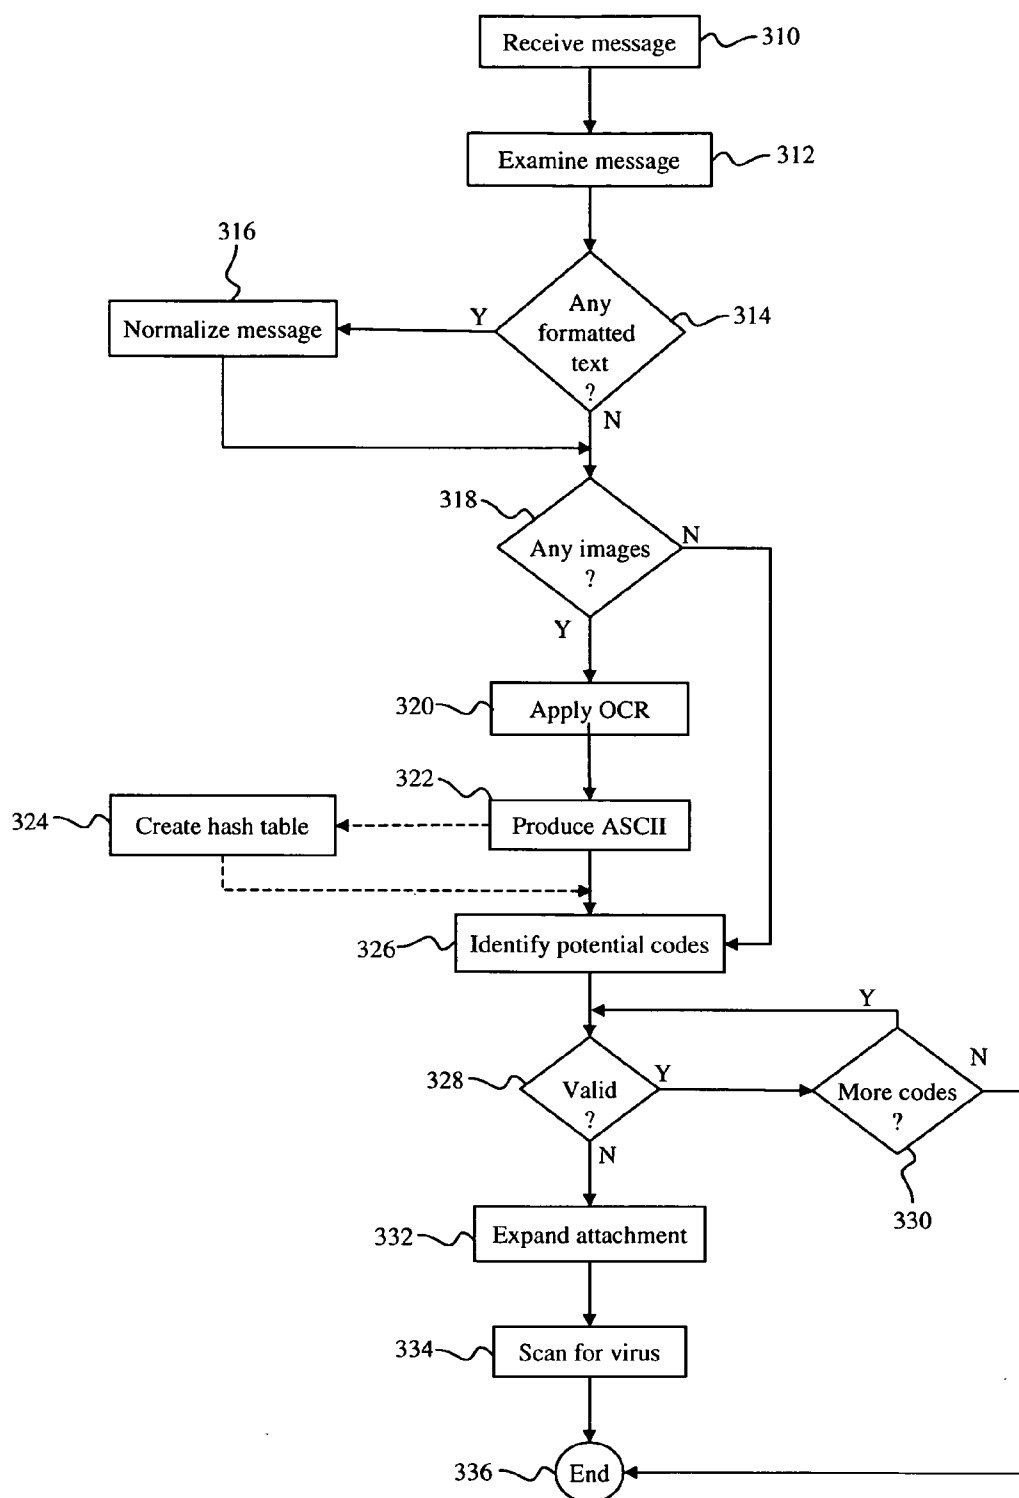 Receive message
310
Examine message
312
316
Any
formatted
text
?
314
Y
Normalize message
N
318
Any images
?
N
Y
320
Apply OCR
322
324
Create hash table
Produce ASCII
326
Identify potential codes
Y
328
Valid
?
Y
More codes
?
N
N
330
332
Expand attachment
334
Scan for virus
336
End